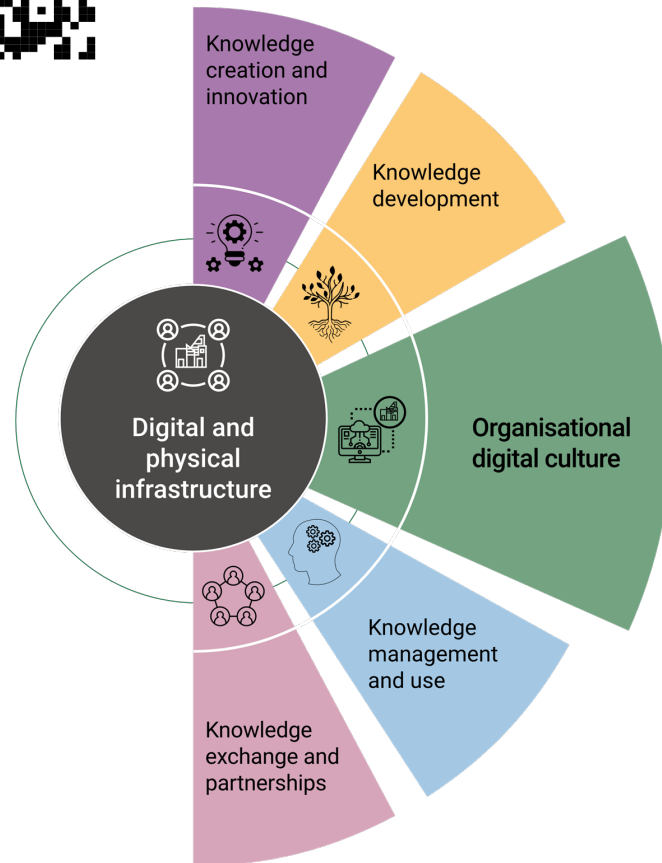 Knowledge
creation and
innovation
Knowledge
development
Organisational
digital culture
Digital and
physical
infrastructure
Knowledge
management
and use
Knowledge
exchange and
partnerships